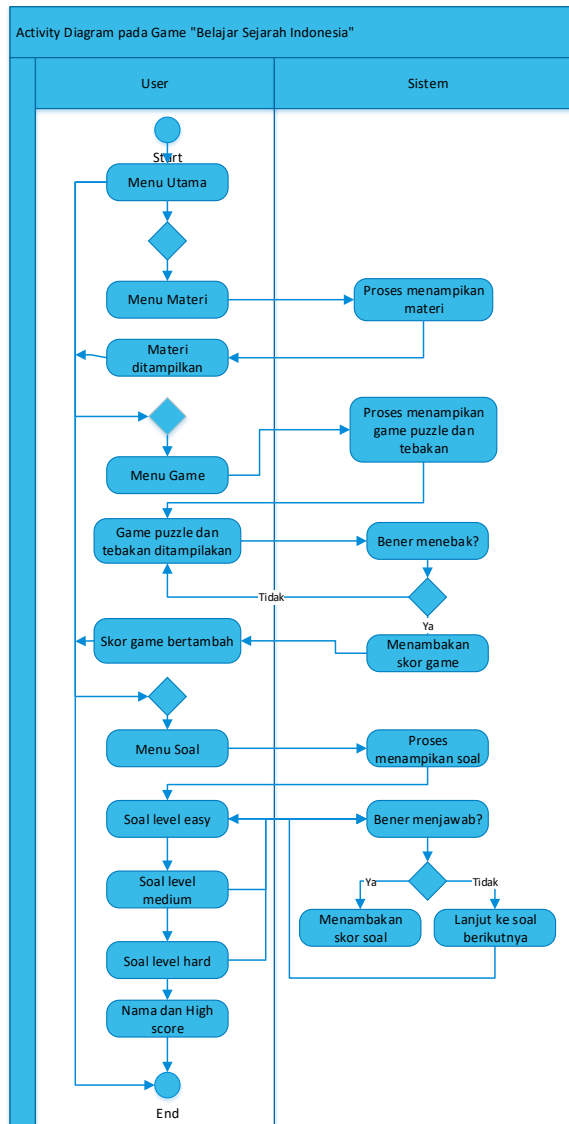 Activity Diagram pada Game "Belajar Sejarah Indonesia"
User
Sistem
Start
Menu Utama
Menu Materi
Proses menampikan
materi
Materi
ditampilkan
Proses menampikan
game puzzle dan
tebakan
Menu Game
Game puzzle dan
tebakan ditampilakan
Bener menebak?
Tidak
Ya
Skor game bertambah
Menambakan
skor game
Menu Soal
Proses
menampikan soal
Soal level easy
Bener menjawab?
Soal level
medium
Ya
Tidak
Menambakan
skor soal
Lanjut ke soal
berikutnya
Soal level hard
Nama dan High
score
End